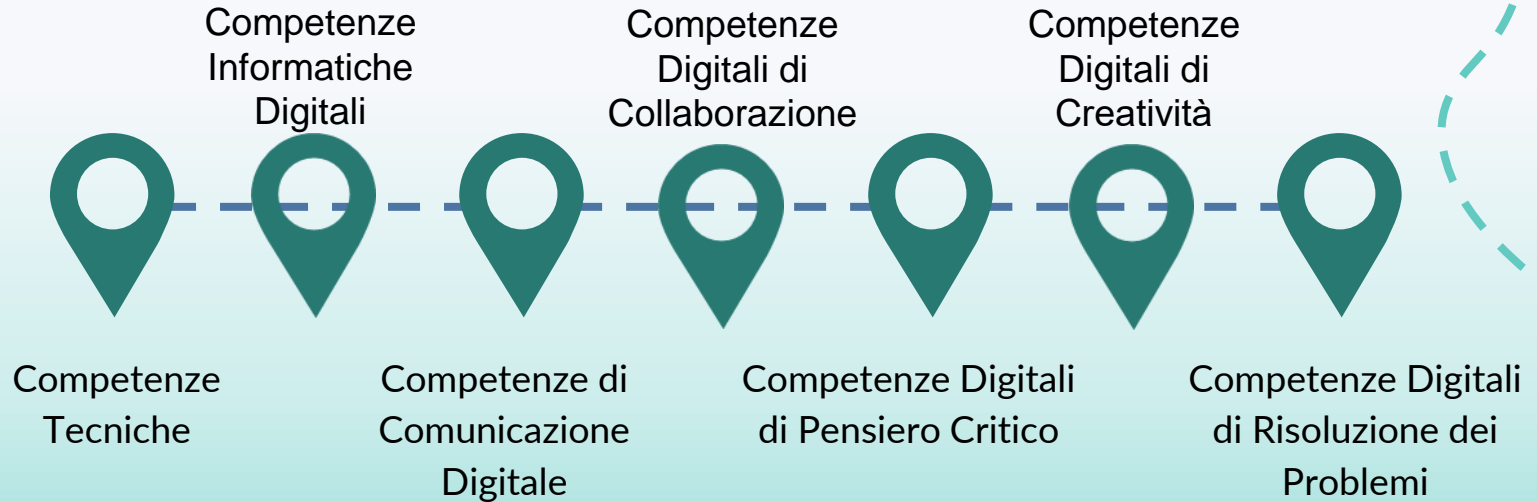 Competenze
Informatiche
Digitali
Competenze
Digitali di
Collaborazione
Competenze
Digitali di
Creatività
Competenze
Tecniche
Competenze di
Comunicazione
Digitale
Competenze Digitali
di Pensiero Critico
Competenze Digitali
di Risoluzione dei
Problemi